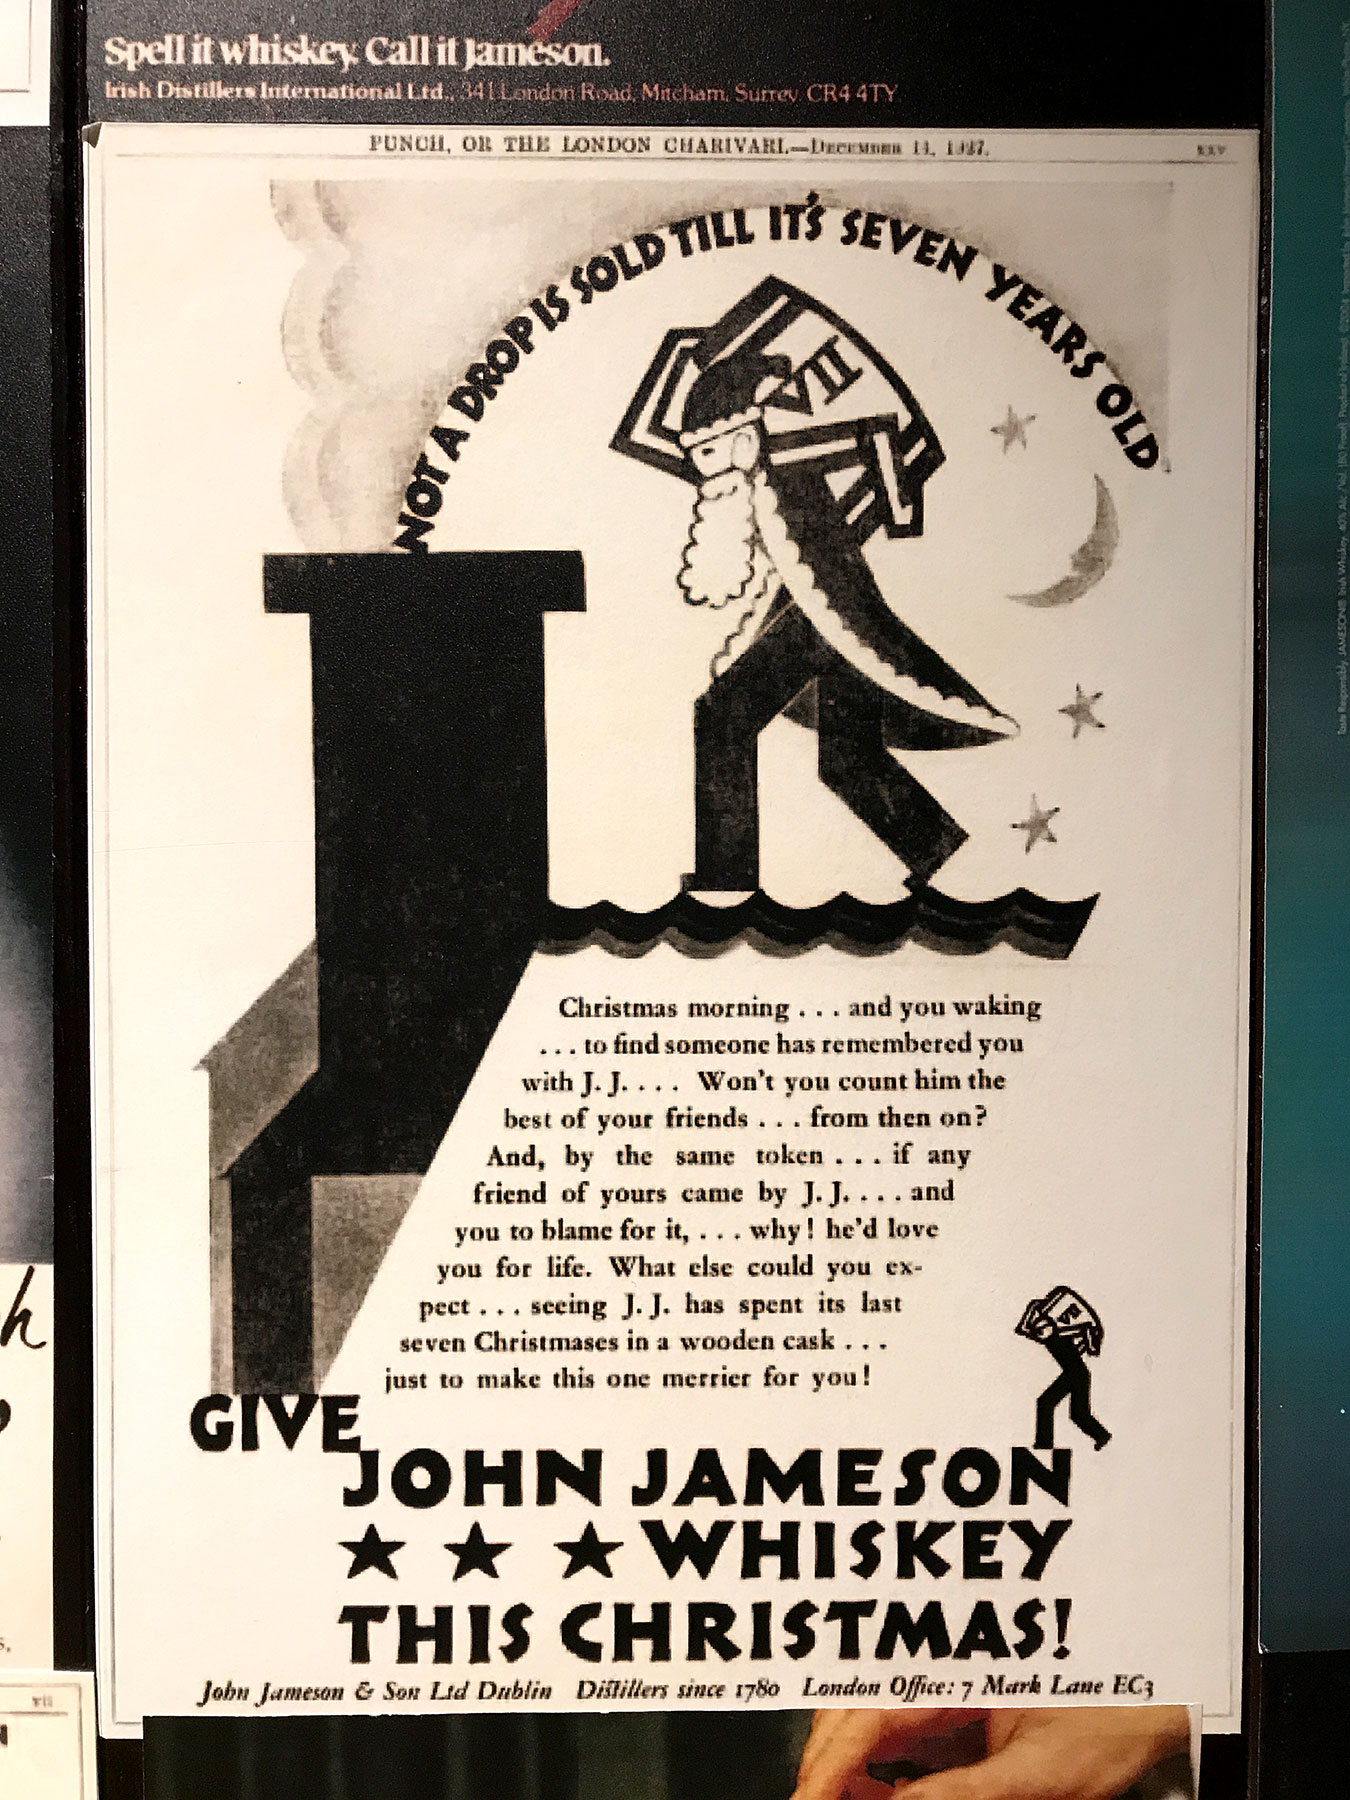 Spell it whiskey. Call it Jameson.
Irish Distillers International Ltd., 341 London Road, Mitcham, Surrey CR4 4TY
PUNCH, OR THE LONDON CHARIVARI.—December 14, 1927.
xxv
NOT A DROP IS SOLD TILL IT'S SEVEN YEARS OLD
VII
Christmas morning . . . and you waking
. . . to find someone has remembered you
with J. J. . . . Won't you count him the
best of your friends . . . from then on?
And, by the same token . . . if any
friend of yours came by J. J. . . . and
you to blame for it, . . . why! he'd love
you for life. What else could you ex-
pect . . . seeing J. J. has spent its last
seven Christmases in a wooden cask . . .
just to make this one merrier for you!
GIVE
JOHN JAMESON
★ ★ ★ WHISKEY
THIS CHRISTMAS!
John Jameson & Son Ltd Dublin Distillers since 1780 London Office: 7 Mark Lane EC3
vii